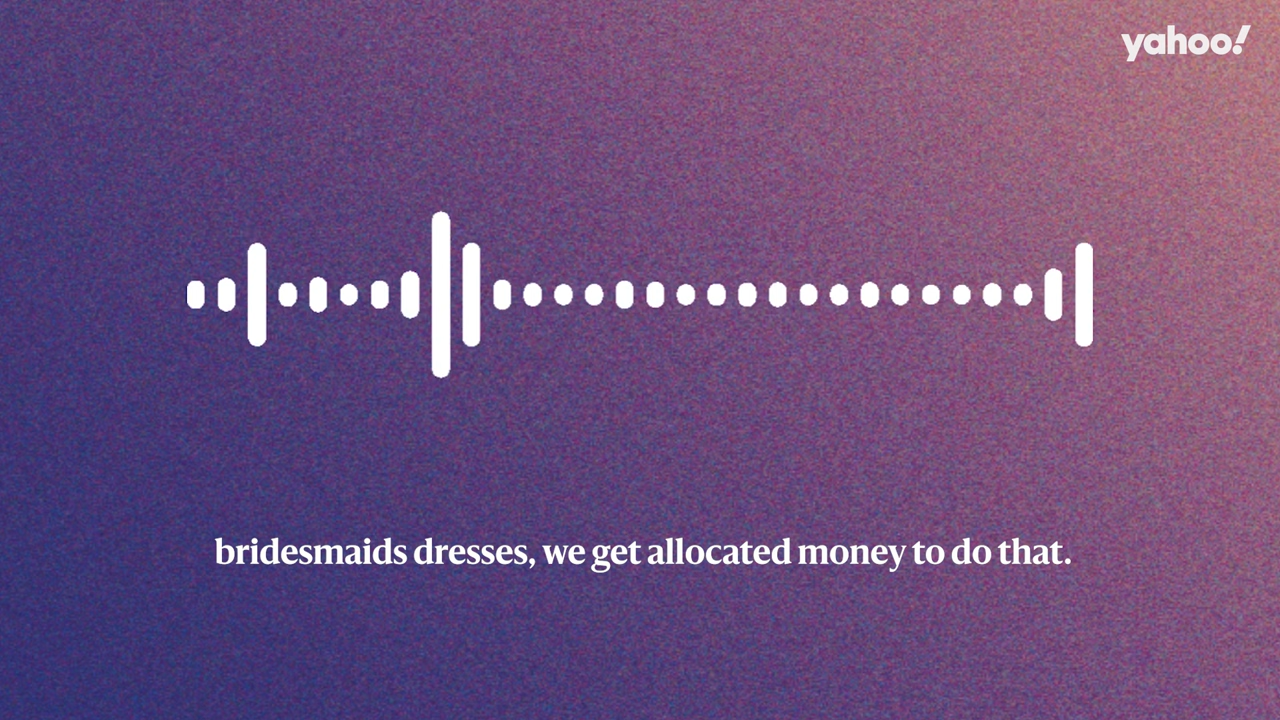 yahoo!
bridesmaids dresses, we get allocated money to do that.